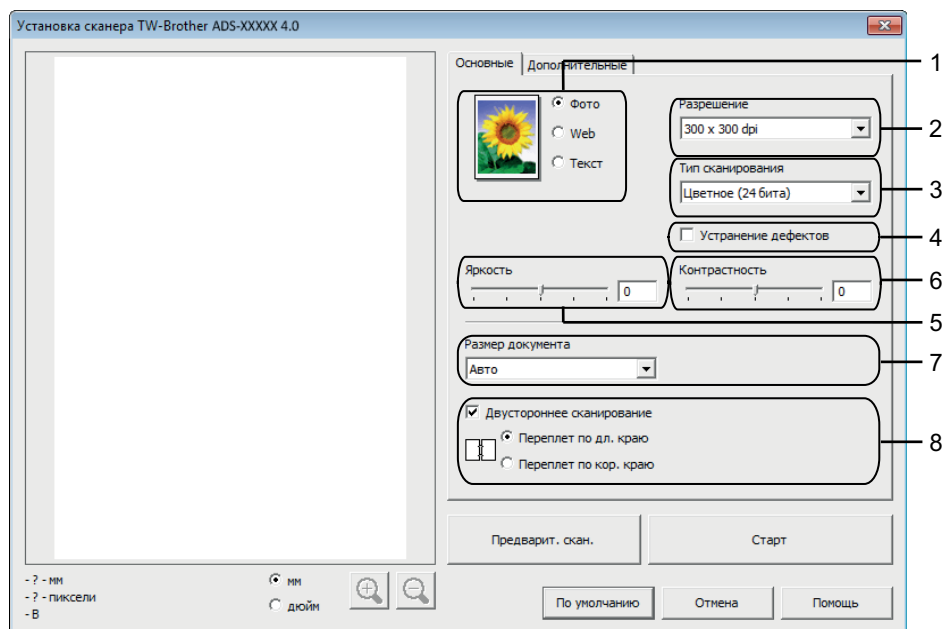 Установка сканера TW-Brother ADS-XXXXX 4.0
Основные
Дополнительные
1
Фото
Web
Текст
Разрешение
300 x 300 dpi
2
Тип сканирования
Цветное (24 бита)
3
Устранение дефектов
4
Яркость
0
Контрастность
0
6
5
Размер документа
Авто
7
Двустороннее сканирование
Переплет по дл. краю
Переплет по кор. краю
8
Предварит. скан.
Старт
- ? - мм
- ? - пиксели
- В
мм
дюйм
По умолчанию
Отмена
Помощь